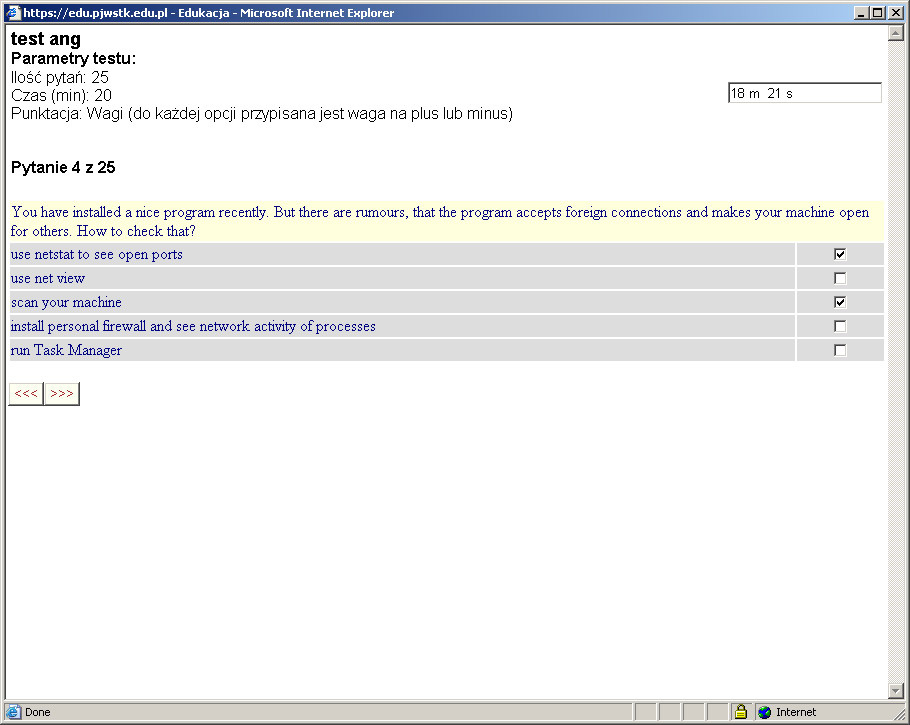 https://edu.pjwstk.edu.pl - Edukacja - Microsoft Internet Explorer
test ang
Parametry testu:
Ilość pytań: 25
Czas (min): 20
18 m 21 s
Punktacja: Wagi (do każdej opcji przypisana jest waga na plus lub minus)
Pytanie 4 z 25
You have installed a nice program recently. But there are rumours, that the program accepts foreign connections and makes your machine open
for others. How to check that?
use netstat to see open ports
use net view
scan your machine
install personal firewall and see network activity of processes
run Task Manager
<<< >>>
Done
Internet